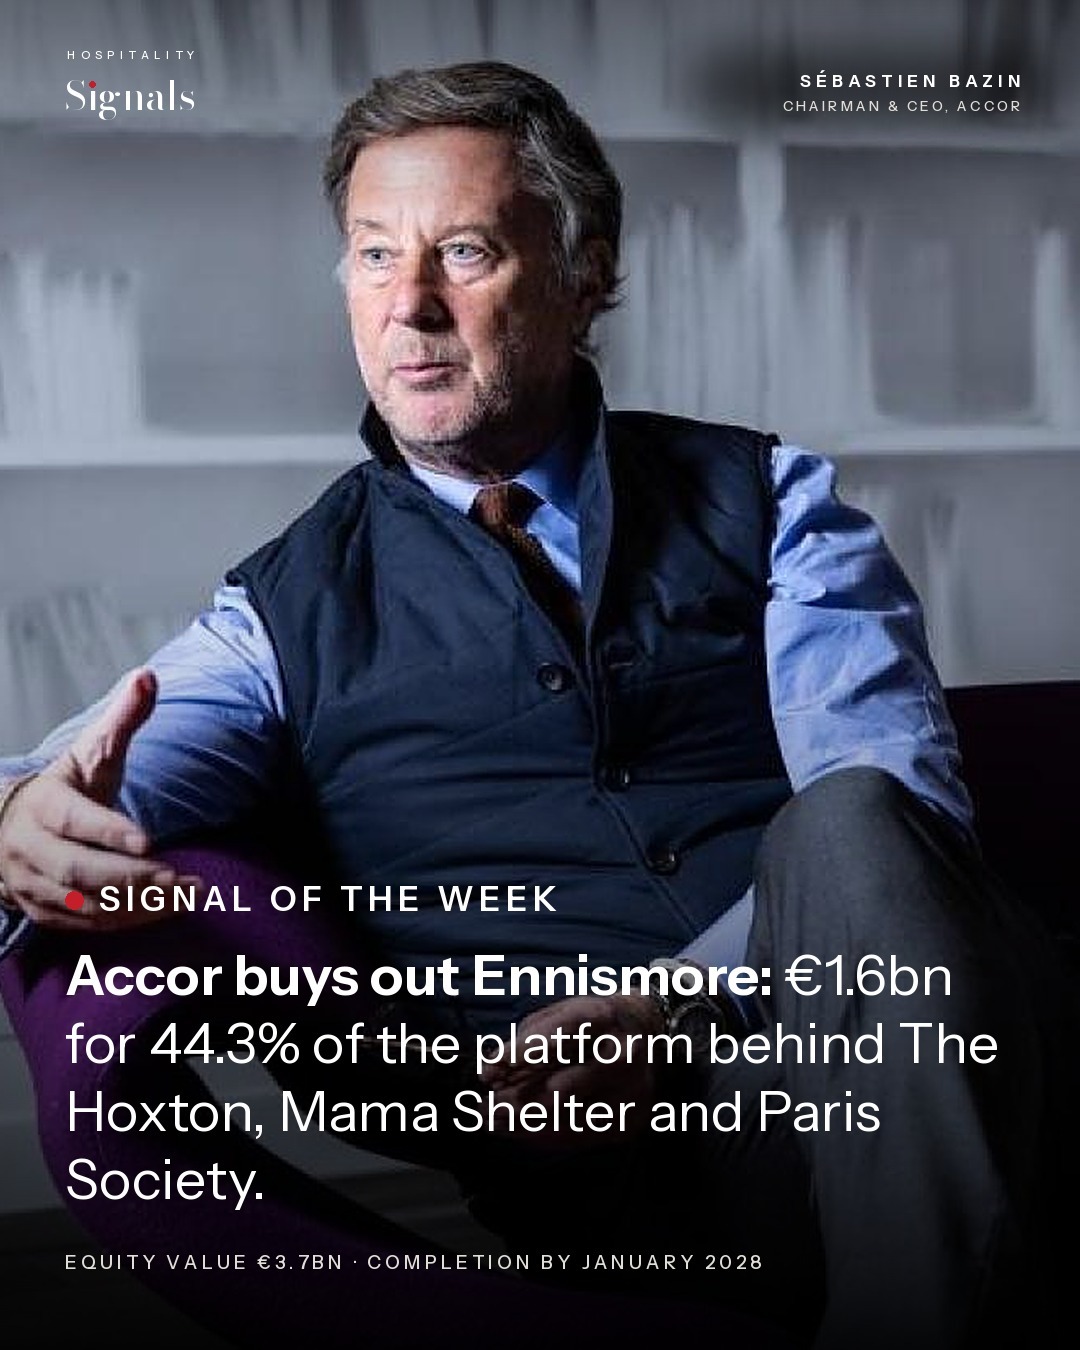 HOSPITALITY
Signals
SÉBASTIEN BAZIN
CHAIRMAN & CEO, ACCOR
SIGNAL OF THE WEEK
Accor buys out Ennismore: €1.6bn
for 44.3% of the platform behind The
Hoxton, Mama Shelter and Paris
Society.
EQUITY VALUE €3.7BN · COMPLETION BY JANUARY 2028